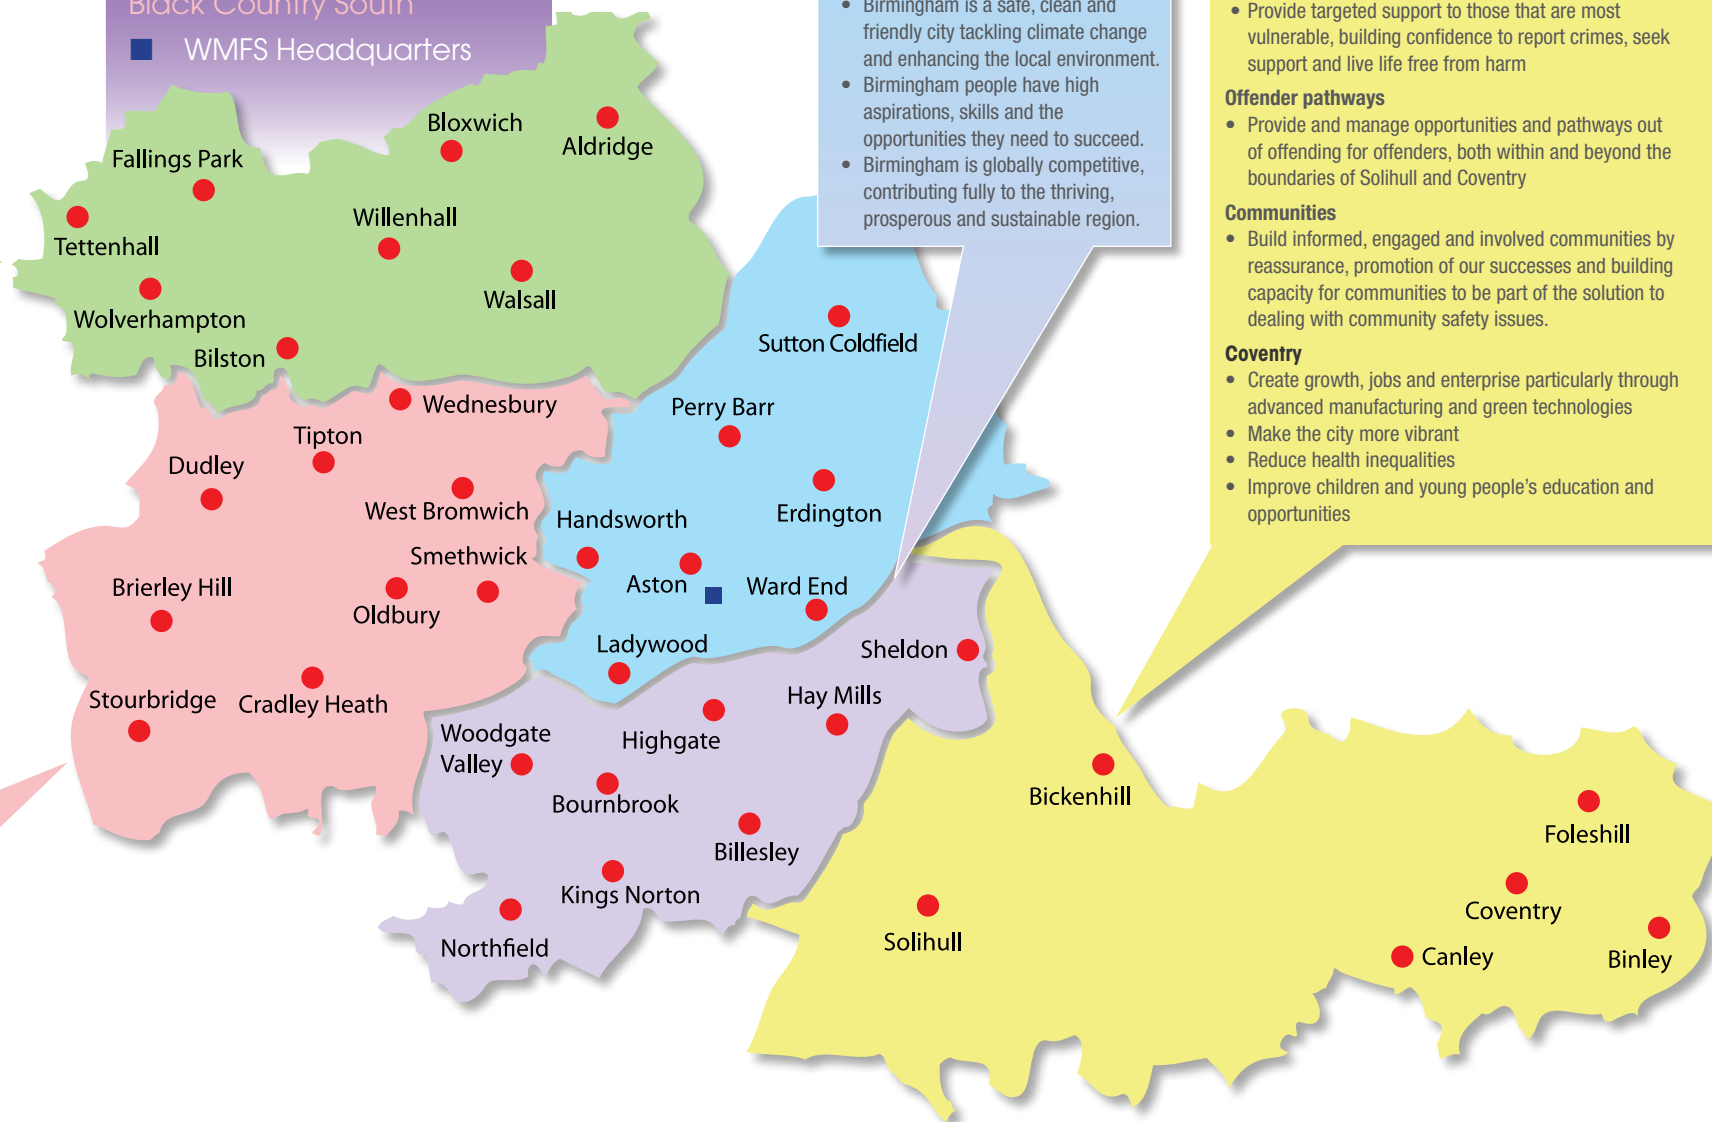 Black Country South
WMFS Headquarters
• Birmingham is a safe, clean and
friendly city tackling climate change
and enhancing the local environment.
• Birmingham people have high
aspirations, skills and the
opportunities they need to succeed.
• Birmingham is globally competitive,
contributing fully to the thriving,
prosperous and sustainable region.
• Provide targeted support to those that are most
vulnerable, building confidence to report crimes, seek
support and live life free from harm
Offender pathways
• Provide and manage opportunities and pathways out
of offending for offenders, both within and beyond the
boundaries of Solihull and Coventry
Communities
• Build informed, engaged and involved communities by
reassurance, promotion of our successes and building
capacity for communities to be part of the solution to
dealing with community safety issues.
Coventry
• Create growth, jobs and enterprise particularly through
advanced manufacturing and green technologies
• Make the city more vibrant
• Reduce health inequalities
• Improve children and young people's education and
opportunities
Bloxwich
Aldridge
Fallings Park
Willenhall
Tettenhall
Walsall
Wolverhampton
Bilston
Wednesbury
Tipton
Dudley
West Bromwich
Smethwick
Brierley Hill
Oldbury
Stourbridge
Cradley Heath
Sutton Coldfield
Perry Barr
Erdington
Handsworth
Aston
Ward End
Ladywood
Sheldon
Hay Mills
Woodgate
Valley
Highgate
Bournbrook
Billesley
Kings Norton
Northfield
Bickenhill
Solihull
Foleshill
Coventry
Canley
Binley